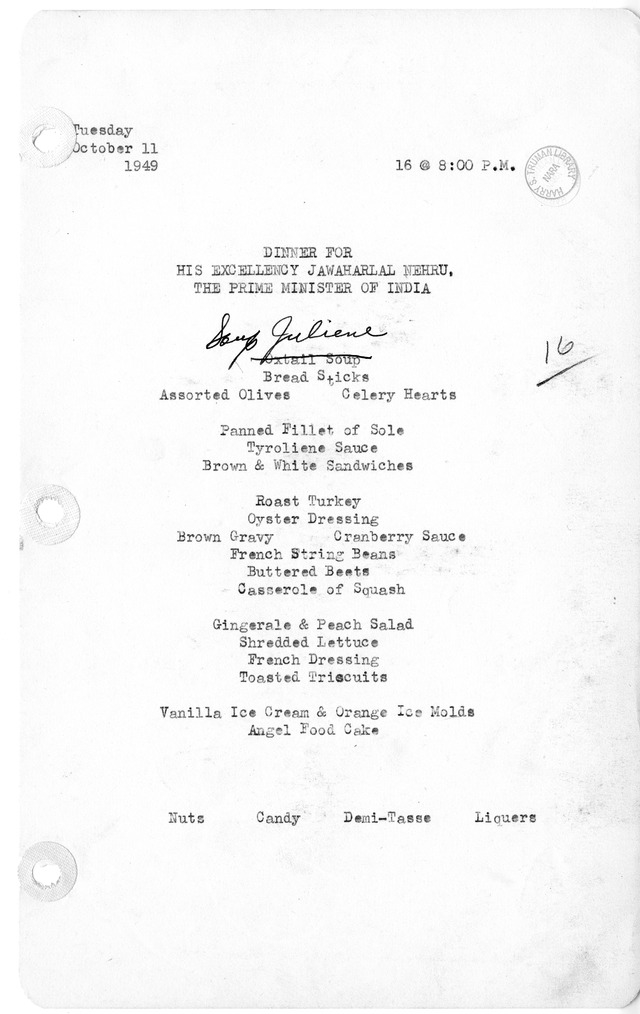 Tuesday
October 11
1949
16 @ 8:00 P.M.
HARRY S. TRUMAN LIBRARY
NARA
DINNER FOR
HIS EXCELLENCY JAWAHARLAL NEHRU,
THE PRIME MINISTER OF INDIA
Soup Juliene
Oxtail Soup
16
Bread Sticks
Assorted Olives Celery Hearts
Panned Fillet of Sole
Tyroliene Sauce
Brown & White Sandwiches
Roast Turkey
Oyster Dressing
Brown Gravy Cranberry Sauce
French String Beans
Buttered Beets
Casserole of Squash
Gingerale & Peach Salad
Shredded Lettuce
French Dressing
Toasted Triscuits
Vanilla Ice Cream & Orange Ice Molds
Angel Food Cake
Nuts Candy Demi-Tasse Liquers